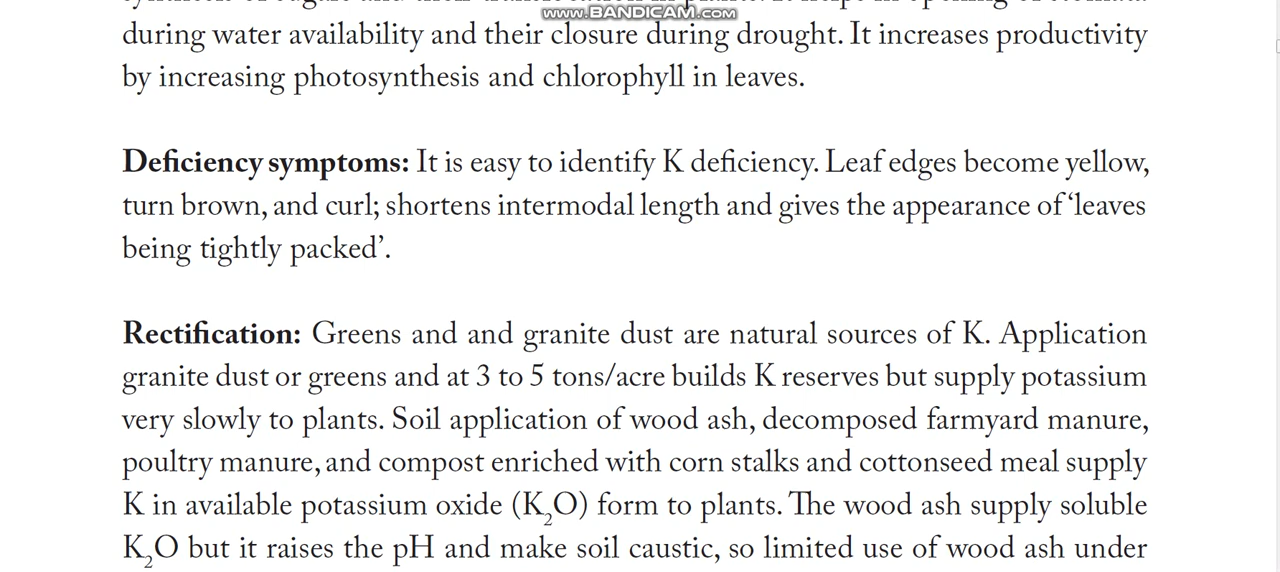 WWW.BANDICAM.COM
during water availability and their closure during drought. It increases productivity
by increasing photosynthesis and chlorophyll in leaves.
Deficiency symptoms: It is easy to identify K deficiency. Leaf edges become yellow,
turn brown, and curl; shortens intermodal length and gives the appearance of ‘leaves
being tightly packed’.
Rectification: Greens and and granite dust are natural sources of K. Application
granite dust or greens and at 3 to 5 tons/acre builds K reserves but supply potassium
very slowly to plants. Soil application of wood ash, decomposed farmyard manure,
poultry manure, and compost enriched with corn stalks and cottonseed meal supply
K in available potassium oxide (K₂O) form to plants. The wood ash supply soluble
K₂O but it raises the pH and make soil caustic, so limited use of wood ash under